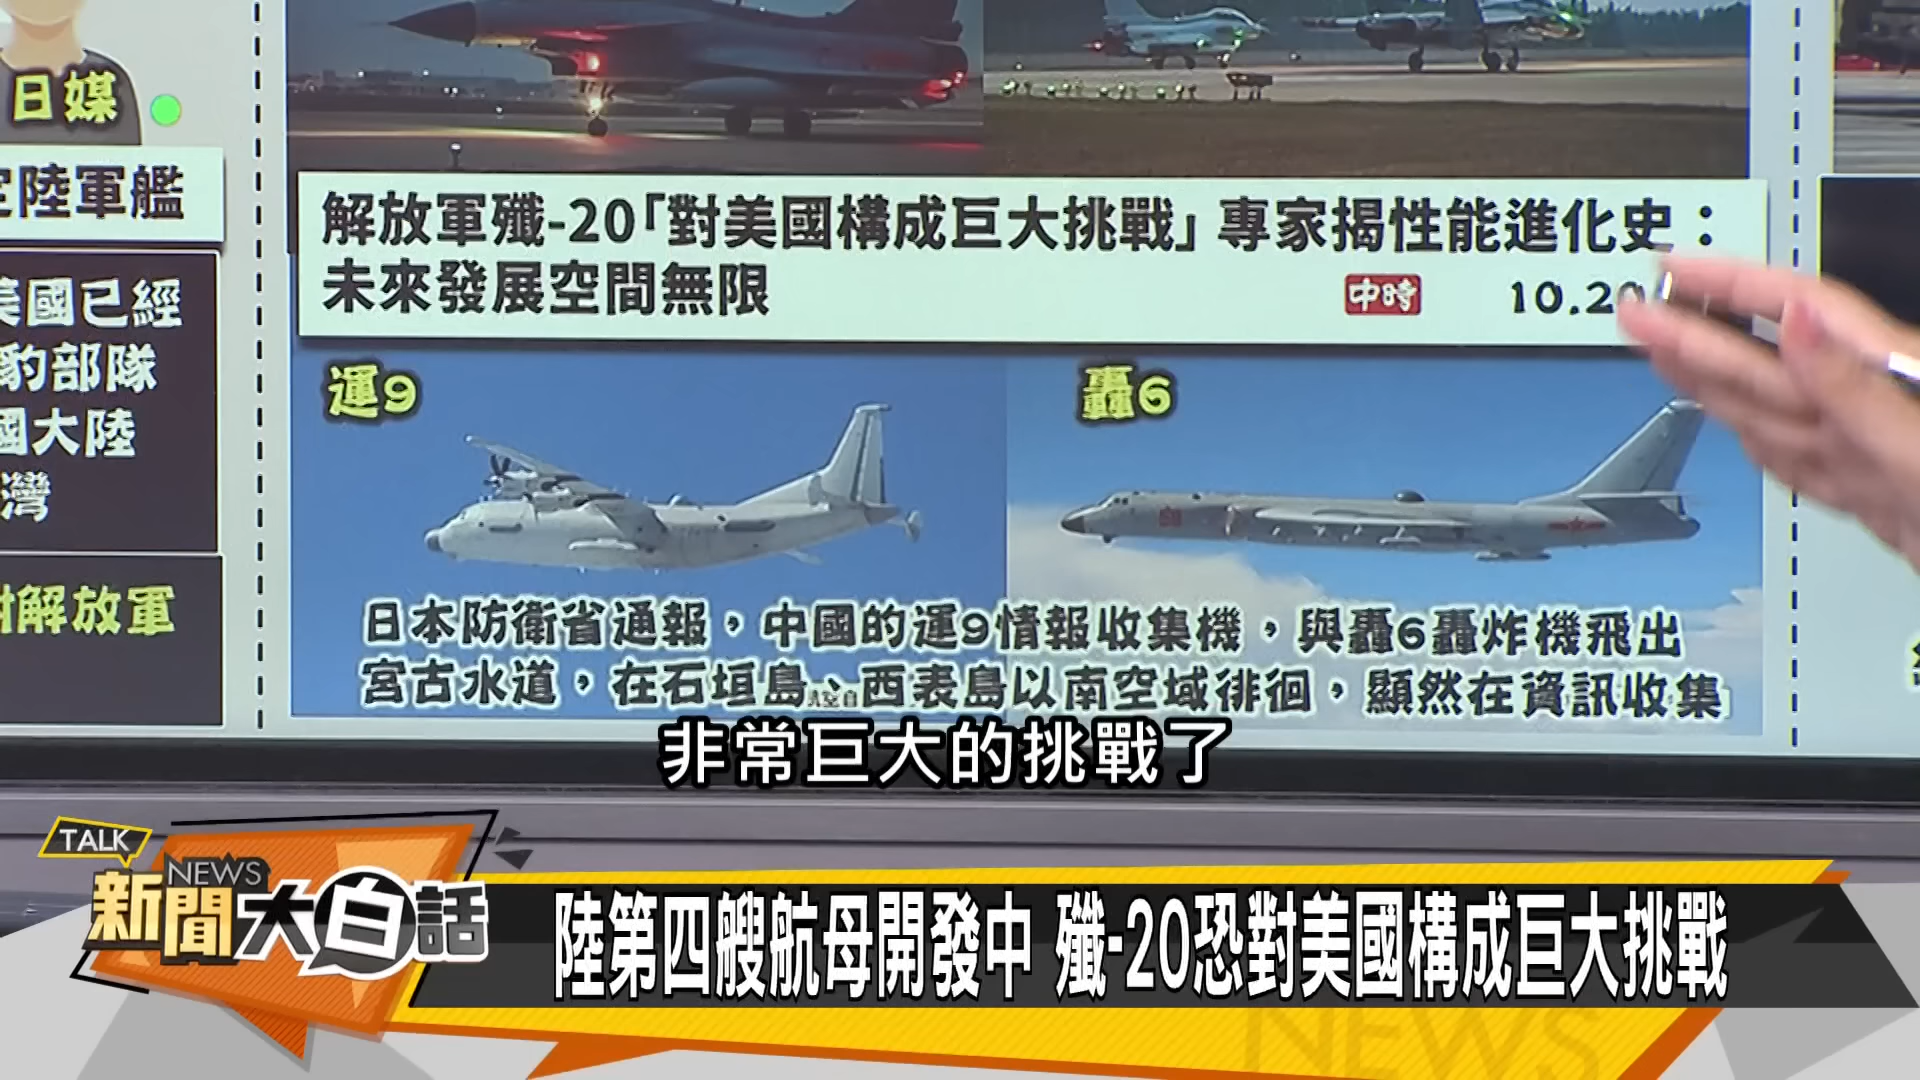 日媒
定陸軍艦
美國已經
豹部隊
國大陸
灣
解放軍
解放軍殲-20「對美國構成巨大挑戰」專家揭性能進化史：
未來發展空間無限
中時 10.20
運9
轟6
日本防衛省通報，中國的運9情報收集機，與轟6轟炸機飛出
宮古水道，在石垣島、西表島以南空域徘徊，顯然在資訊收集
非常巨大的挑戰了
TALK
NEWS
新聞大白話
陸第四艘航母開發中 殲-20恐對美國構成巨大挑戰
NEWS